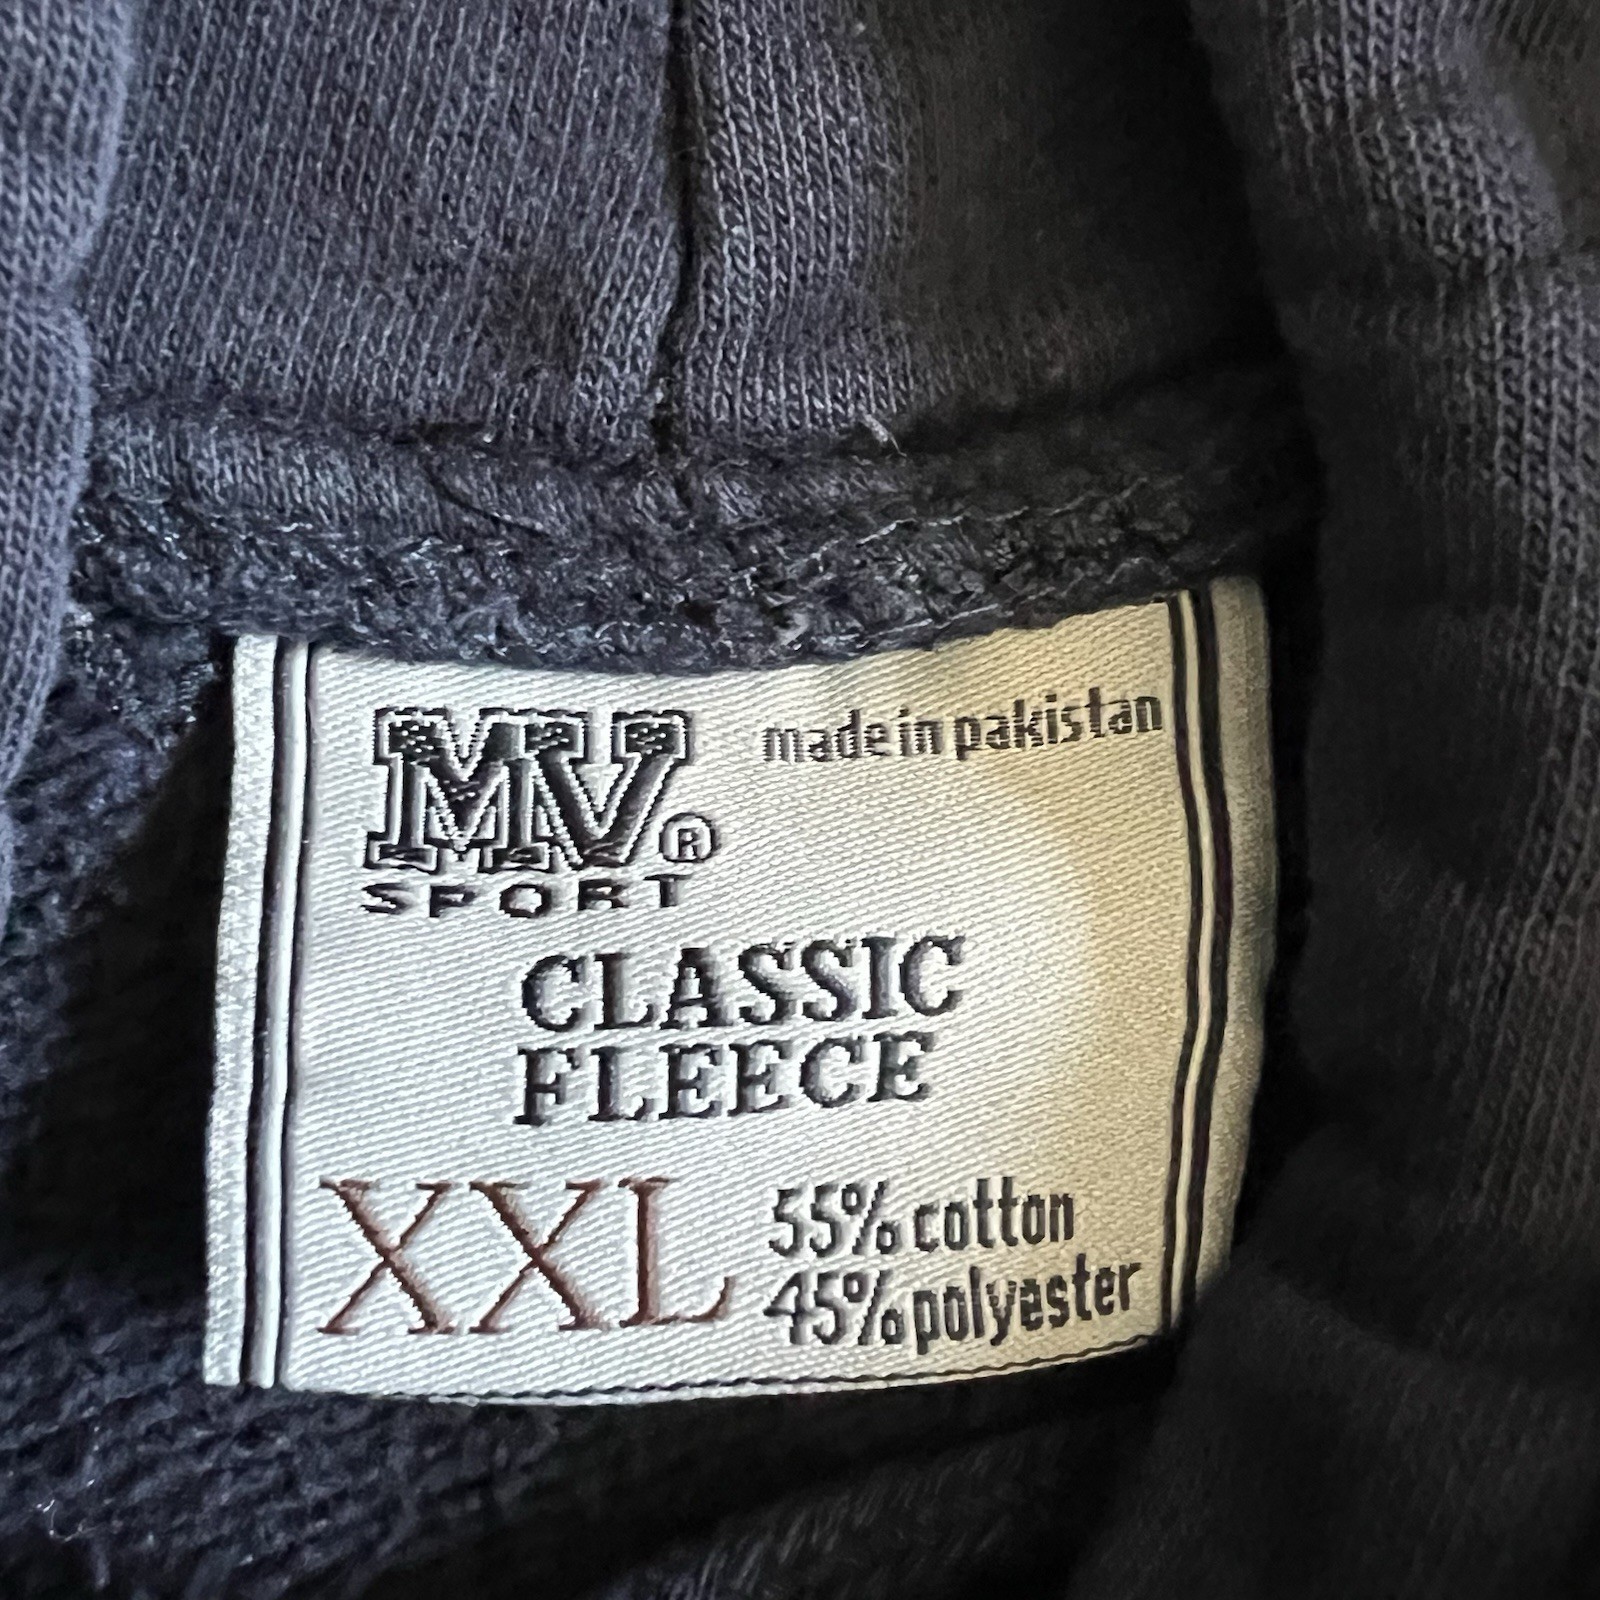 MV®
SPORT
made in pakistan
CLASSIC
FLEECE
XXL
55% cotton
45% polyester